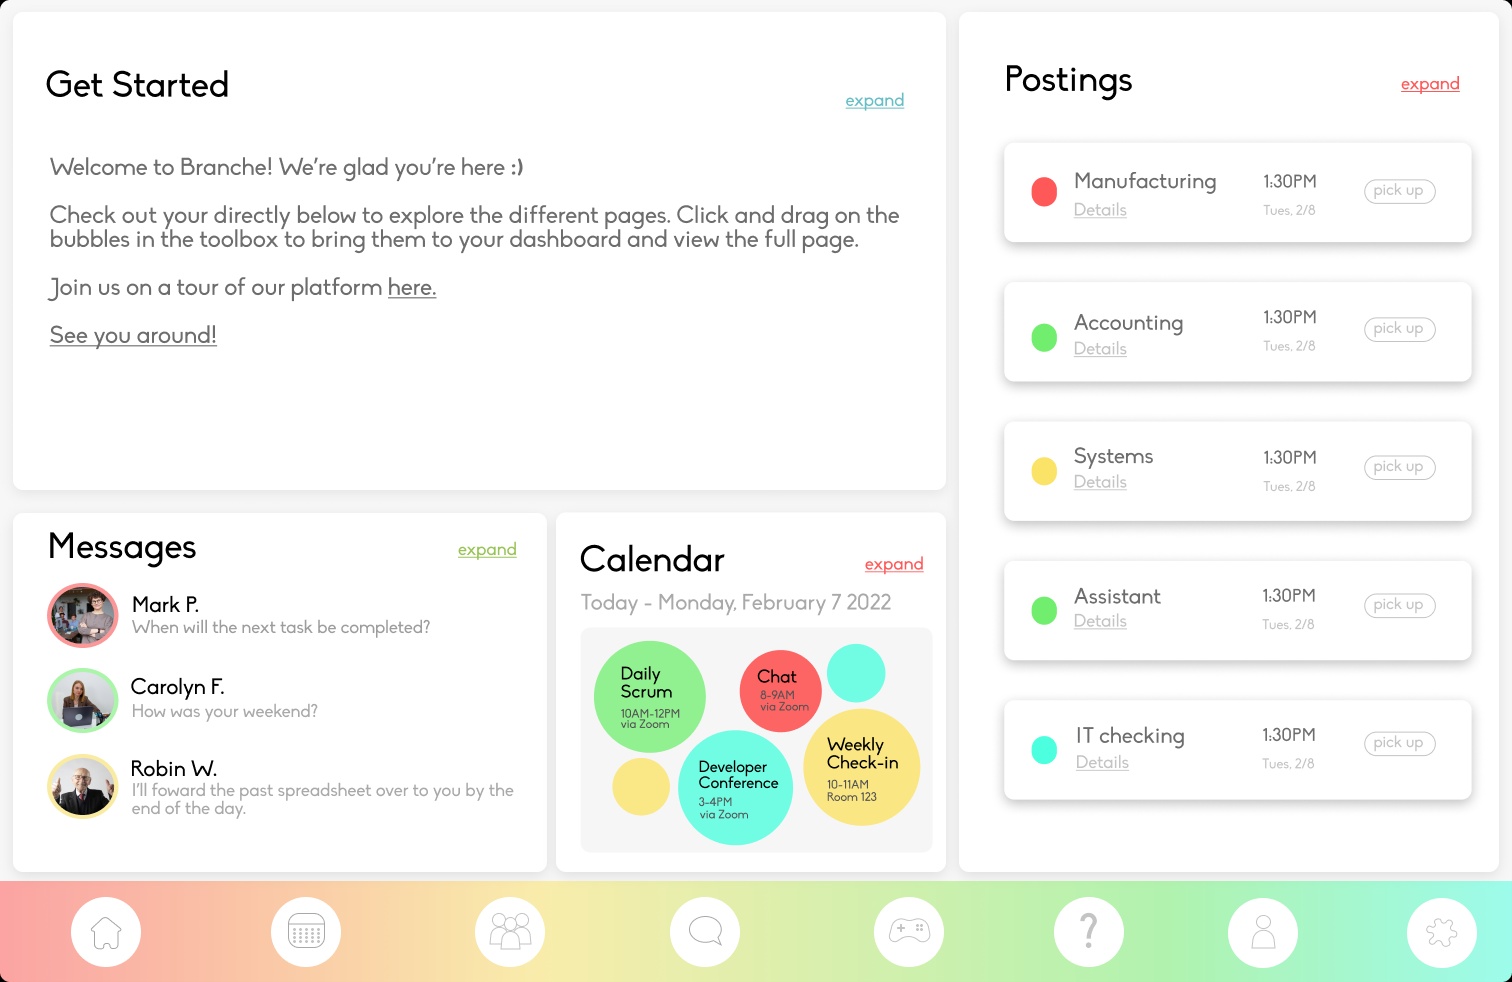 Get Started
expand
Welcome to Branche! We're glad you're here :)
Check out your directly below to explore the different pages. Click and drag on the
bubbles in the toolbox to bring them to your dashboard and view the full page.
Join us on a tour of our platform here.
See you around!
Messages
expand
Mark P.
When will the next task be completed?
Carolyn F.
How was your weekend?
Robin W.
I'll foward the past spreadsheet over to you by the
end of the day.
Calendar
expand
Today - Monday, February 7 2022
Daily
Scrum
10AM-12PM
via Zoom
Chat
8-9AM
via Zoom
Developer
Conference
3-4PM
via Zoom
Weekly
Check-in
10-11AM
Room 123
Postings
expand
Manufacturing
Details
1:30PM
Tues, 2/8
pick up
Accounting
Details
1:30PM
Tues, 2/8
pick up
Systems
Details
1:30PM
Tues, 2/8
pick up
Assistant
Details
1:30PM
Tues, 2/8
pick up
IT checking
Details
1:30PM
Tues, 2/8
pick up
?